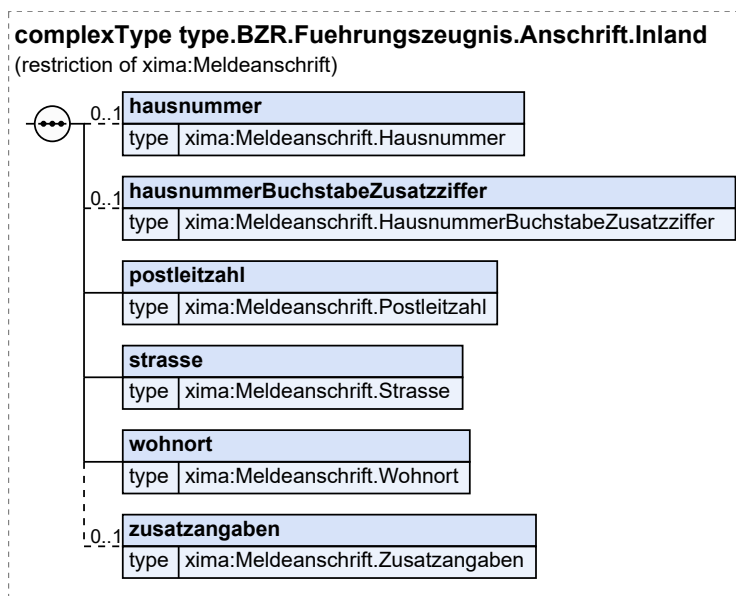 complexType type.BZR.Fuehrungszeugnis.Anschrift.Inland
(restriction of xima:Meldeanschrift)
0..1 hausnummer
type xima:Meldeanschrift.Hausnummer
0..1 hausnummerBuchstabeZusatzziffer
type xima:Meldeanschrift.HausnummerBuchstabeZusatzziffer
postleitzahl
type xima:Meldeanschrift.Postleitzahl
strasse
type xima:Meldeanschrift.Strasse
wohnort
type xima:Meldeanschrift.Wohnort
0..1 zusatzangaben
type xima:Meldeanschrift.Zusatzangaben